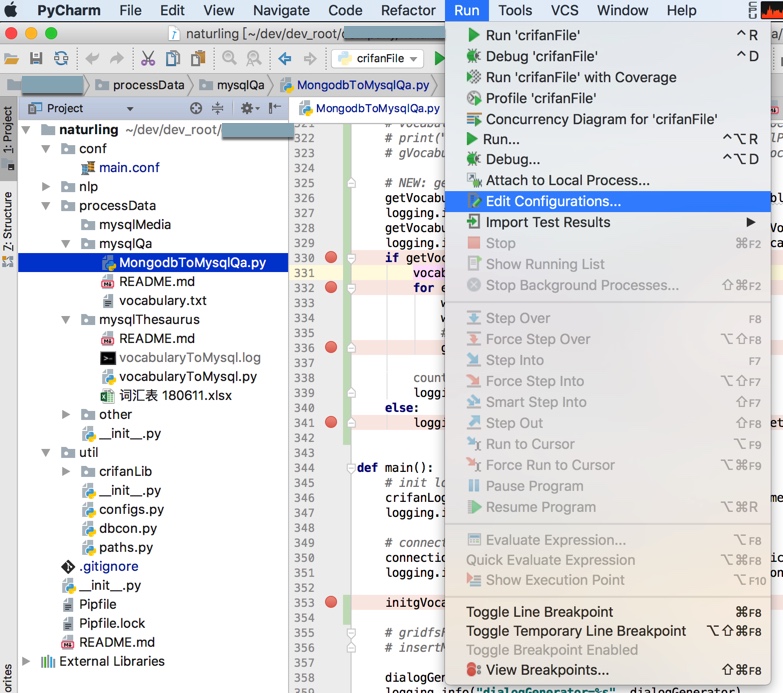 PyCharm File Edit View Navigate Code Refactor Run Tools VCS Window Help
naturling [~/dev/dev_root/
crifanFile
processData mysqlQa MongodbToMysqlQa.py
Project
MongodbToMysqlQa.py
1: Project
Z: Structure
naturling ~/dev/dev_root/
conf
main.conf
nlp
processData
mysqlMedia
mysqlQa
MongodbToMysqlQa.py
README.md
vocabulary.txt
mysqlThesaurus
README.md
vocabularyToMysql.log
vocabularyToMysql.py
词汇表 180611.xlsx
other
__init__.py
util
crifanLib
__init__.py
configs.py
dbcon.py
paths.py
.gitignore
__init__.py
Pipfile
Pipfile.lock
README.md
External Libraries
322 # print("
323 # gVocabu
324
325 # NEW: ge
326 getVocabu
327 logging.i
328 getVocabu
329 logging.i
330 if getVoc
331 vocab
332 for e
333 w
334 w
335 #
336 g
337
338 count
339 loggi
340 else:
341 loggi
342
343
344 def main():
345 # init lo
346 crifanLog
347 logging.i
348
349 # connect
350 connectio
351 logging.i
352
353 initgVoca
354
355 # gridfsF
356 # insertM
357
358 dialogGen
359 logging.info("dialogGenerator=%s", dialogGenerator)
Run 'crifanFile' ^R
Debug 'crifanFile' ^D
Run 'crifanFile' with Coverage
Profile 'crifanFile'
Concurrency Diagram for 'crifanFile'
Run... ^⌥R
Debug... ^⌥D
Attach to Local Process...
Edit Configurations...
Import Test Results
Stop ⌘F2
Show Running List
Stop Background Processes... ⇧⌘F2
Step Over F8
Force Step Over ⌥⇧F8
Step Into F7
Force Step Into ⌥⇧F7
Smart Step Into ⇧F7
Step Out ⇧F8
Run to Cursor ⌥F9
Force Run to Cursor ⌥⌘F9
Pause Program
Resume Program ⌥⌘R
Evaluate Expression... ⌥F8
Quick Evaluate Expression ⌥⌘F8
Show Execution Point ⌥F10
Toggle Line Breakpoint ⌘F8
Toggle Temporary Line Breakpoint ⌥⇧⌘F8
Toggle Breakpoint Enabled
View Breakpoints... ⇧⌘F8